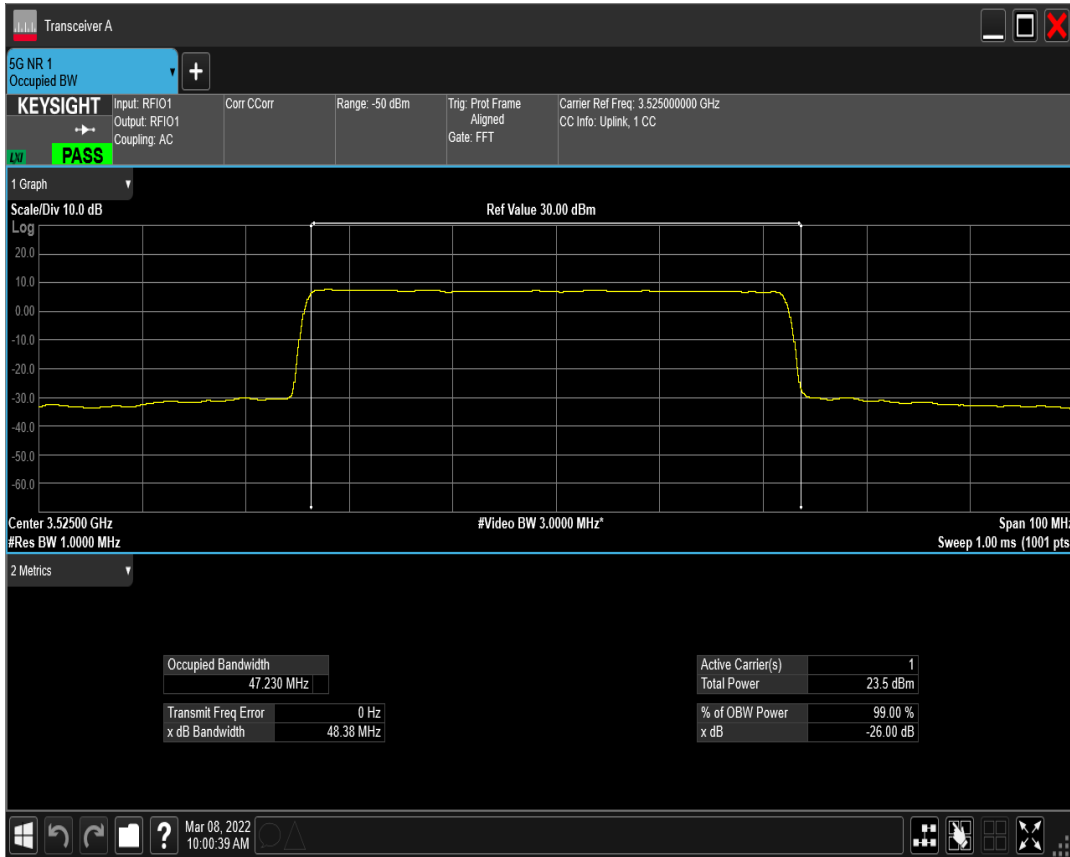 Transceiver A
5G NR 1
Occupied BW
KEYSIGHT
LXI
PASS
Input: RFIO1
Output: RFIO1
Coupling: AC
Corr CCorr
Range: -50 dBm
Trig: Prot Frame
Aligned
Gate: FFT
Carrier Ref Freq: 3.525000000 GHz
CC Info: Uplink, 1 CC
1 Graph
Scale/Div 10.0 dB
Ref Value 30.00 dBm
Log
20.0
10.0
0.00
-10.0
-20.0
-30.0
-40.0
-50.0
-60.0
Center 3.52500 GHz
#Video BW 3.0000 MHz*
Span 100 MHz
#Res BW 1.0000 MHz
Sweep 1.00 ms (1001 pts
2 Metrics
Occupied Bandwidth
47.230 MHz
Transmit Freq Error 0 Hz
x dB Bandwidth 48.38 MHz
Active Carrier(s) 1
Total Power 23.5 dBm
% of OBW Power 99.00 %
x dB -26.00 dB
?
Mar 08, 2022
10:00:39 AM